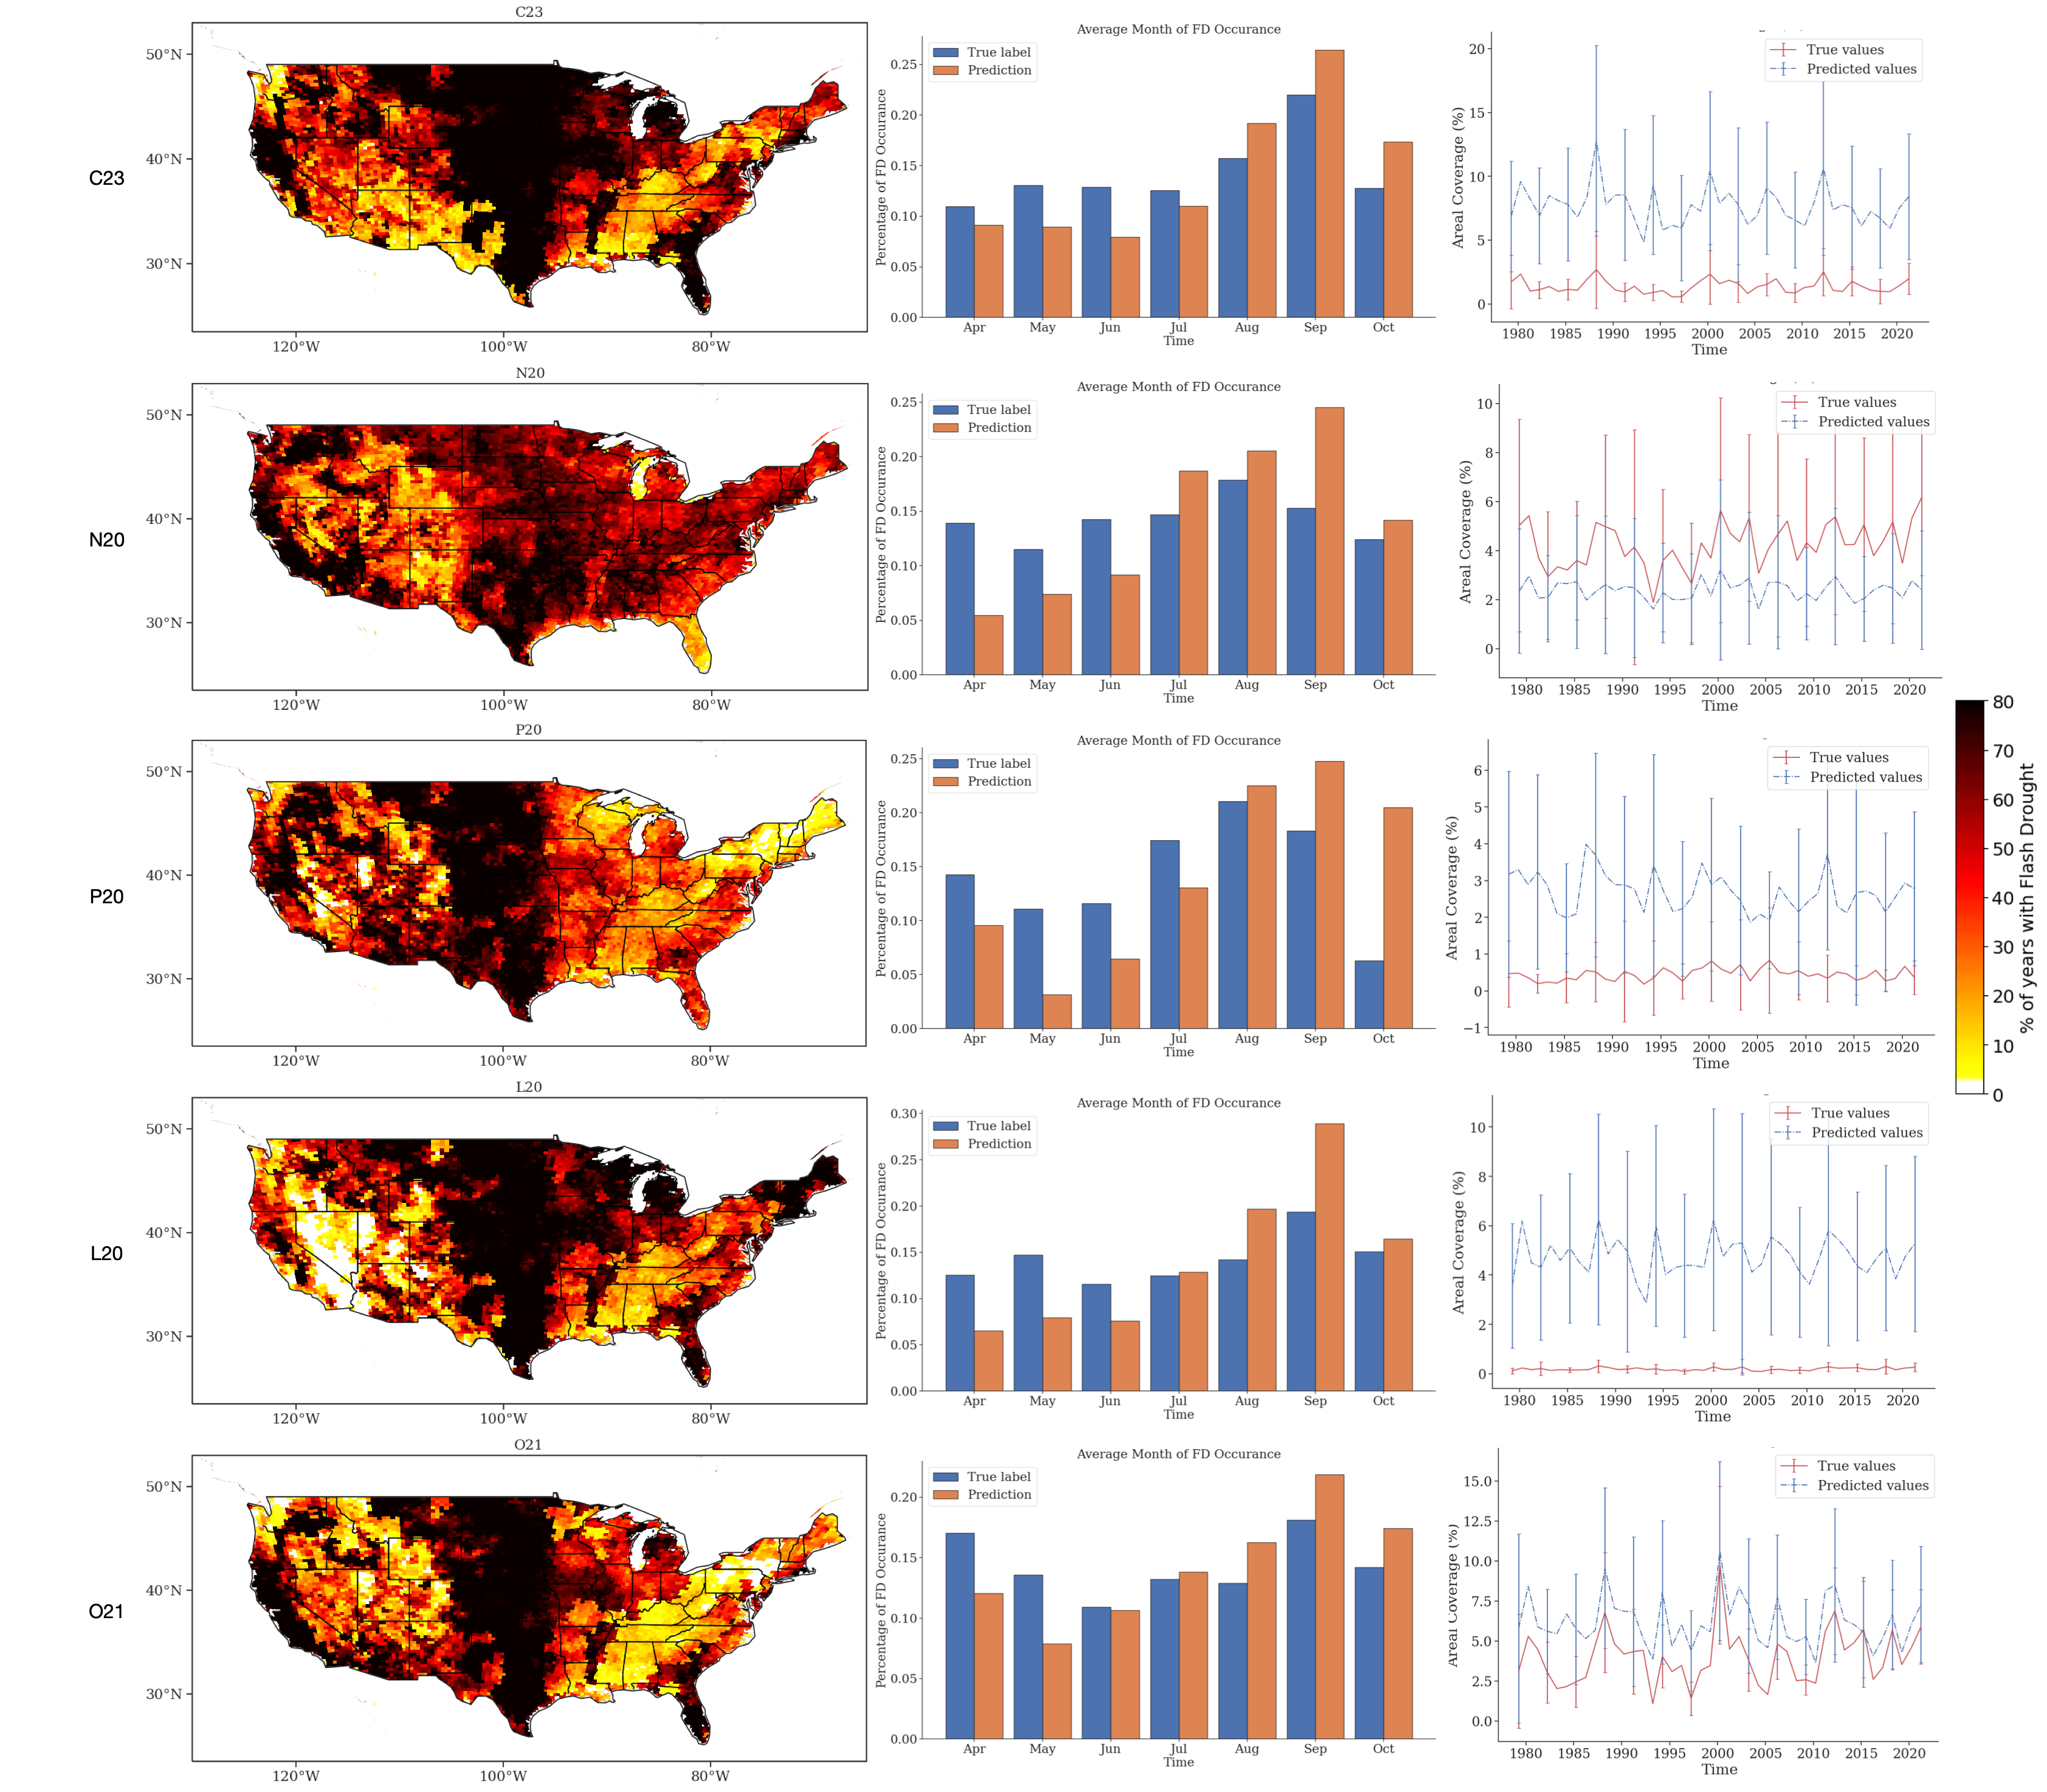 C23
C23
50°N
40°N
30°N
120°W
100°W
80°W
Average Month of FD Occurance
True label
Prediction
Percentage of FD Occurance
0.25
0.20
0.15
0.10
0.05
0.00
Apr May Jun Jul Aug Sep Oct
Time
True values
Predicted values
Areal Coverage (%)
20
15
10
5
0
1980 1985 1990 1995 2000 2005 2010 2015 2020
Time
N20
N20
50°N
40°N
30°N
120°W
100°W
80°W
Average Month of FD Occurance
True label
Prediction
Percentage of FD Occurance
0.25
0.20
0.15
0.10
0.05
0.00
Apr May Jun Jul Aug Sep Oct
Time
True values
Predicted values
Areal Coverage (%)
10
8
6
4
2
0
1980 1985 1990 1995 2000 2005 2010 2015 2020
Time
P20
P20
50°N
40°N
30°N
120°W
100°W
80°W
Average Month of FD Occurance
True label
Prediction
Percentage of FD Occurance
0.25
0.20
0.15
0.10
0.05
0.00
Apr May Jun Jul Aug Sep Oct
Time
True values
Predicted values
Areal Coverage (%)
6
5
4
3
2
1
0
−1
1980 1985 1990 1995 2000 2005 2010 2015 2020
Time
80
70
60
50
40
30
20
10
0
% of years with Flash Drought
L20
L20
50°N
40°N
30°N
120°W
100°W
80°W
Average Month of FD Occurance
True label
Prediction
Percentage of FD Occurance
0.30
0.25
0.20
0.15
0.10
0.05
0.00
Apr May Jun Jul Aug Sep Oct
Time
True values
Predicted values
Areal Coverage (%)
10
8
6
4
2
0
1980 1985 1990 1995 2000 2005 2010 2015 2020
Time
O21
O21
50°N
40°N
30°N
120°W
100°W
80°W
Average Month of FD Occurance
True label
Prediction
Percentage of FD Occurance
0.20
0.15
0.10
0.05
0.00
Apr May Jun Jul Aug Sep Oct
Time
True values
Predicted values
Areal Coverage (%)
15.0
12.5
10.0
7.5
5.0
2.5
0.0
1980 1985 1990 1995 2000 2005 2010 2015 2020
Time